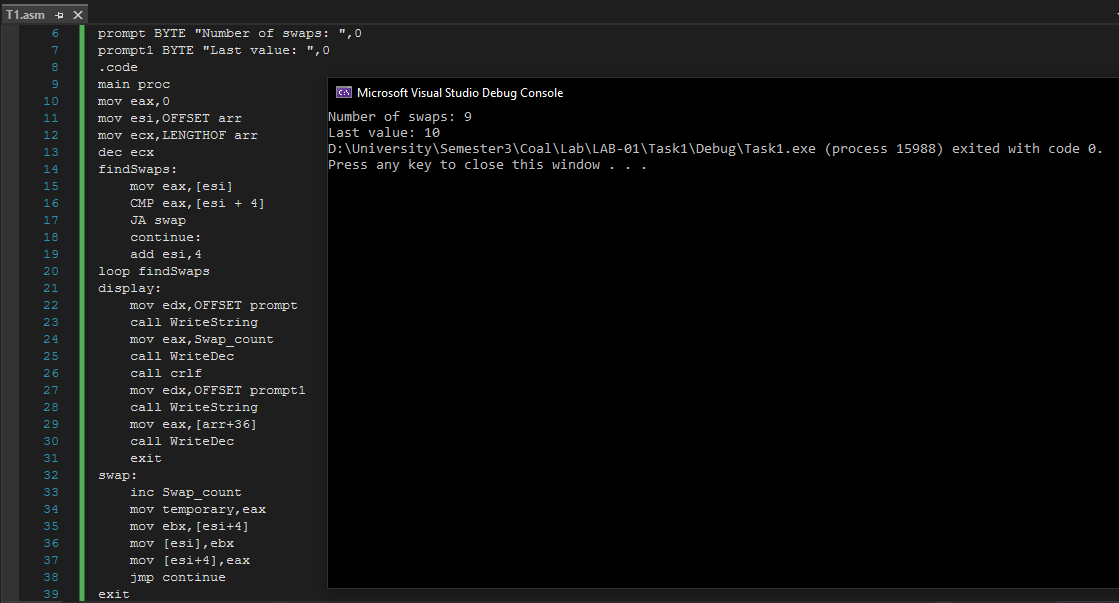 T1.asm
6 prompt BYTE "Number of swaps: ",0
7 prompt1 BYTE "Last value: ",0
8 .code
9 main proc
10 mov eax,0
11 mov esi,OFFSET arr
12 mov ecx,LENGTHOF arr
13 dec ecx
14 findSwaps:
15 mov eax,[esi]
16 CMP eax,[esi + 4]
17 JA swap
18 continue:
19 add esi,4
20 loop findSwaps
21 display:
22 mov edx,OFFSET prompt
23 call WriteString
24 mov eax,Swap_count
25 call WriteDec
26 call crlf
27 mov edx,OFFSET prompt1
28 call WriteString
29 mov eax,[arr+36]
30 call WriteDec
31 exit
32 swap:
33 inc Swap_count
34 mov temporary,eax
35 mov ebx,[esi+4]
36 mov [esi],ebx
37 mov [esi+4],eax
38 jmp continue
39 exit
C:\ Microsoft Visual Studio Debug Console
Number of swaps: 9
Last value: 10
D:\University\Semester3\Coal\Lab\LAB-01\Task1\Debug\Task1.exe (process 15988) exited with code 0.
Press any key to close this window . . .